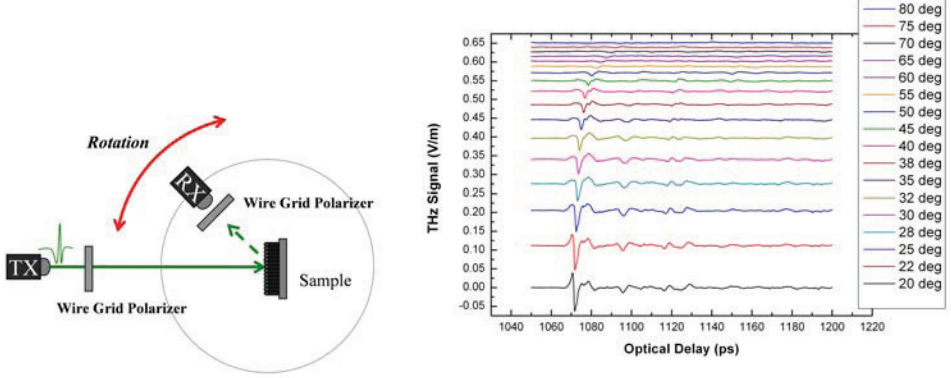 Rotation
RX
Wire Grid Polarizer
TX
Sample
Wire Grid Polarizer
THz Signal (V/m)
0.65
0.60
0.55
0.50
0.45
0.40
0.35
0.30
0.25
0.20
0.15
0.10
0.05
0.00
-0.05
1040 1060 1080 1100 1120 1140 1160 1180 1200 1220
Optical Delay (ps)
80 deg
75 deg
70 deg
65 deg
60 deg
55 deg
50 deg
45 deg
40 deg
38 deg
35 deg
32 deg
30 deg
28 deg
25 deg
22 deg
20 deg